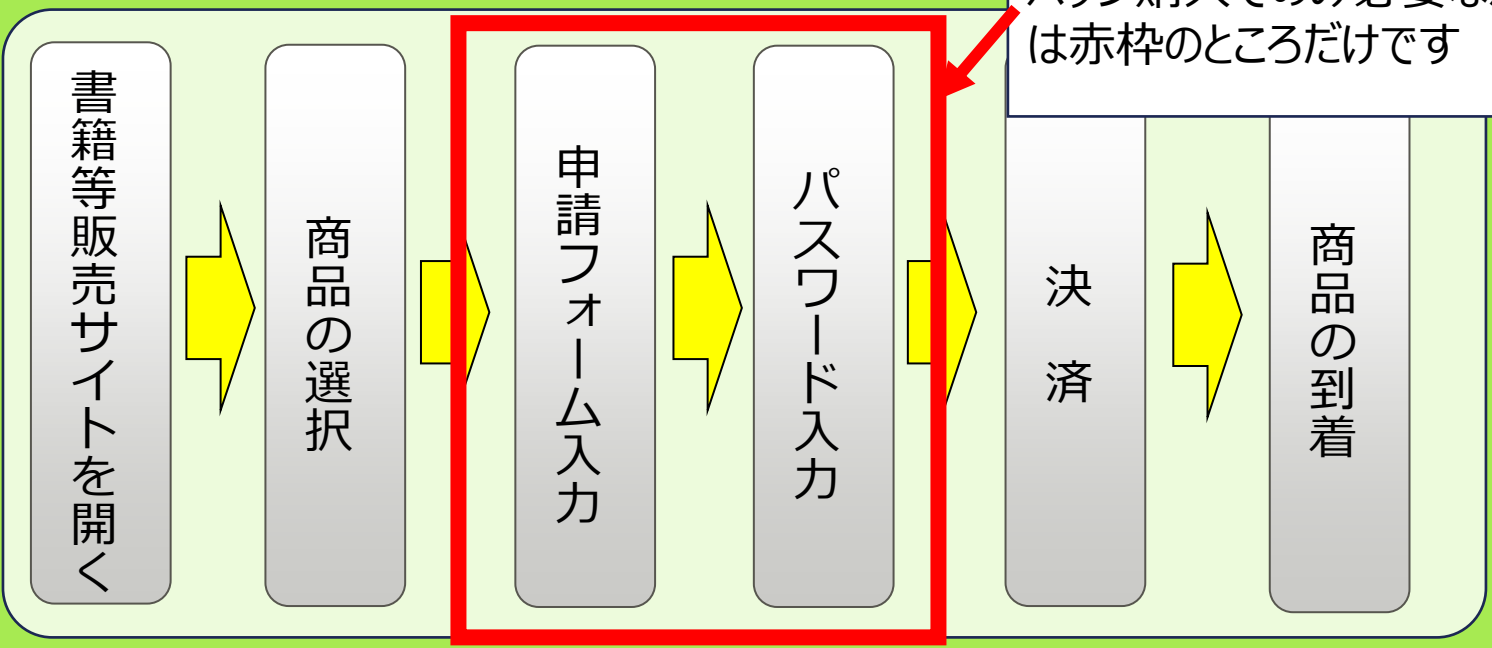 は赤枠のところだけです
書籍等販売サイトを開く
商品の選択
申請フォーム入力
パスワード入力
決済
商品の到着